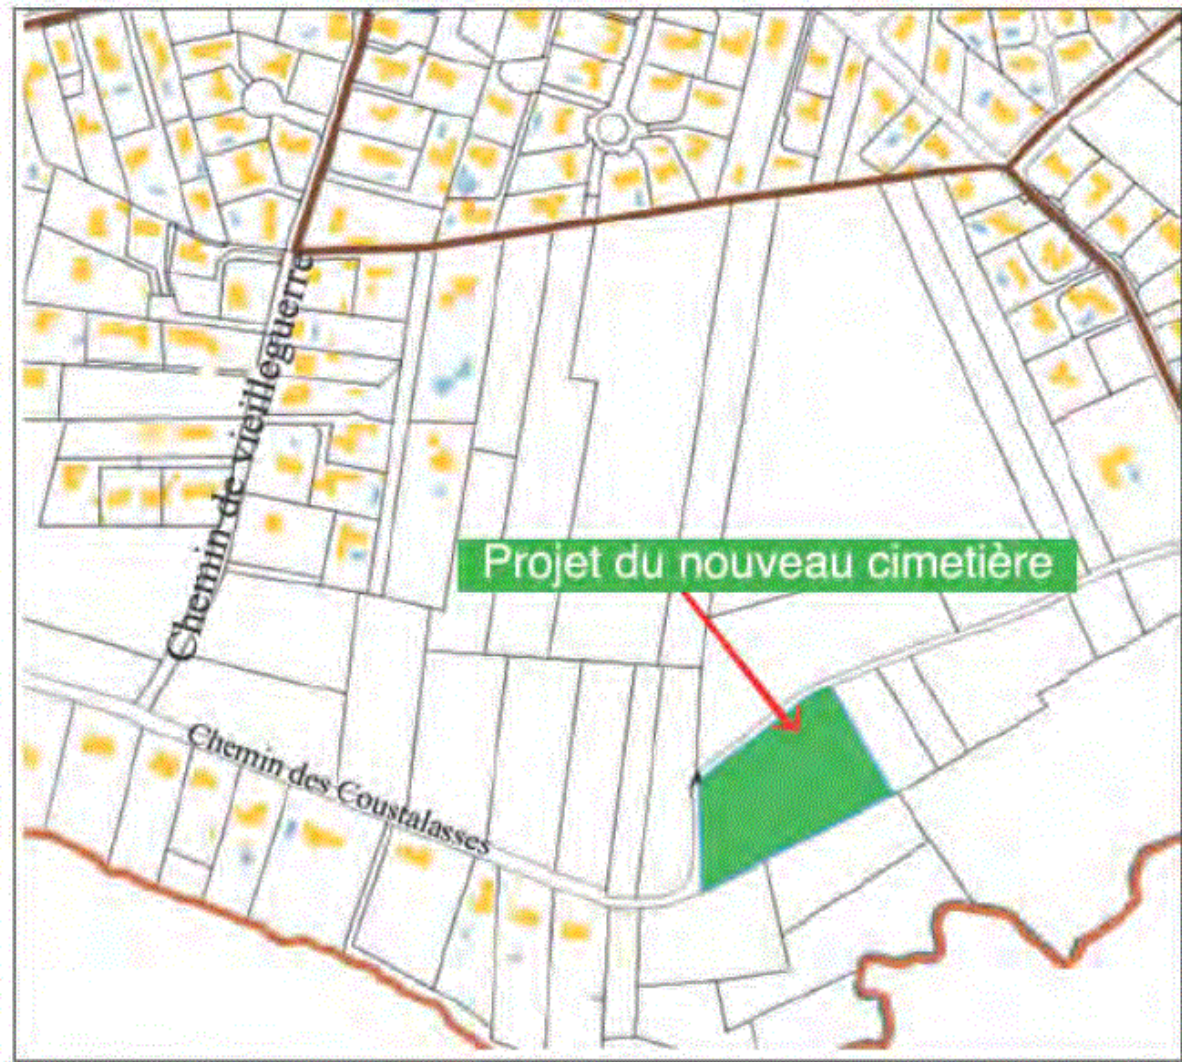 Chemin de vieilleguerre
Projet du nouveau cimetière
Chemin des Coustalasses